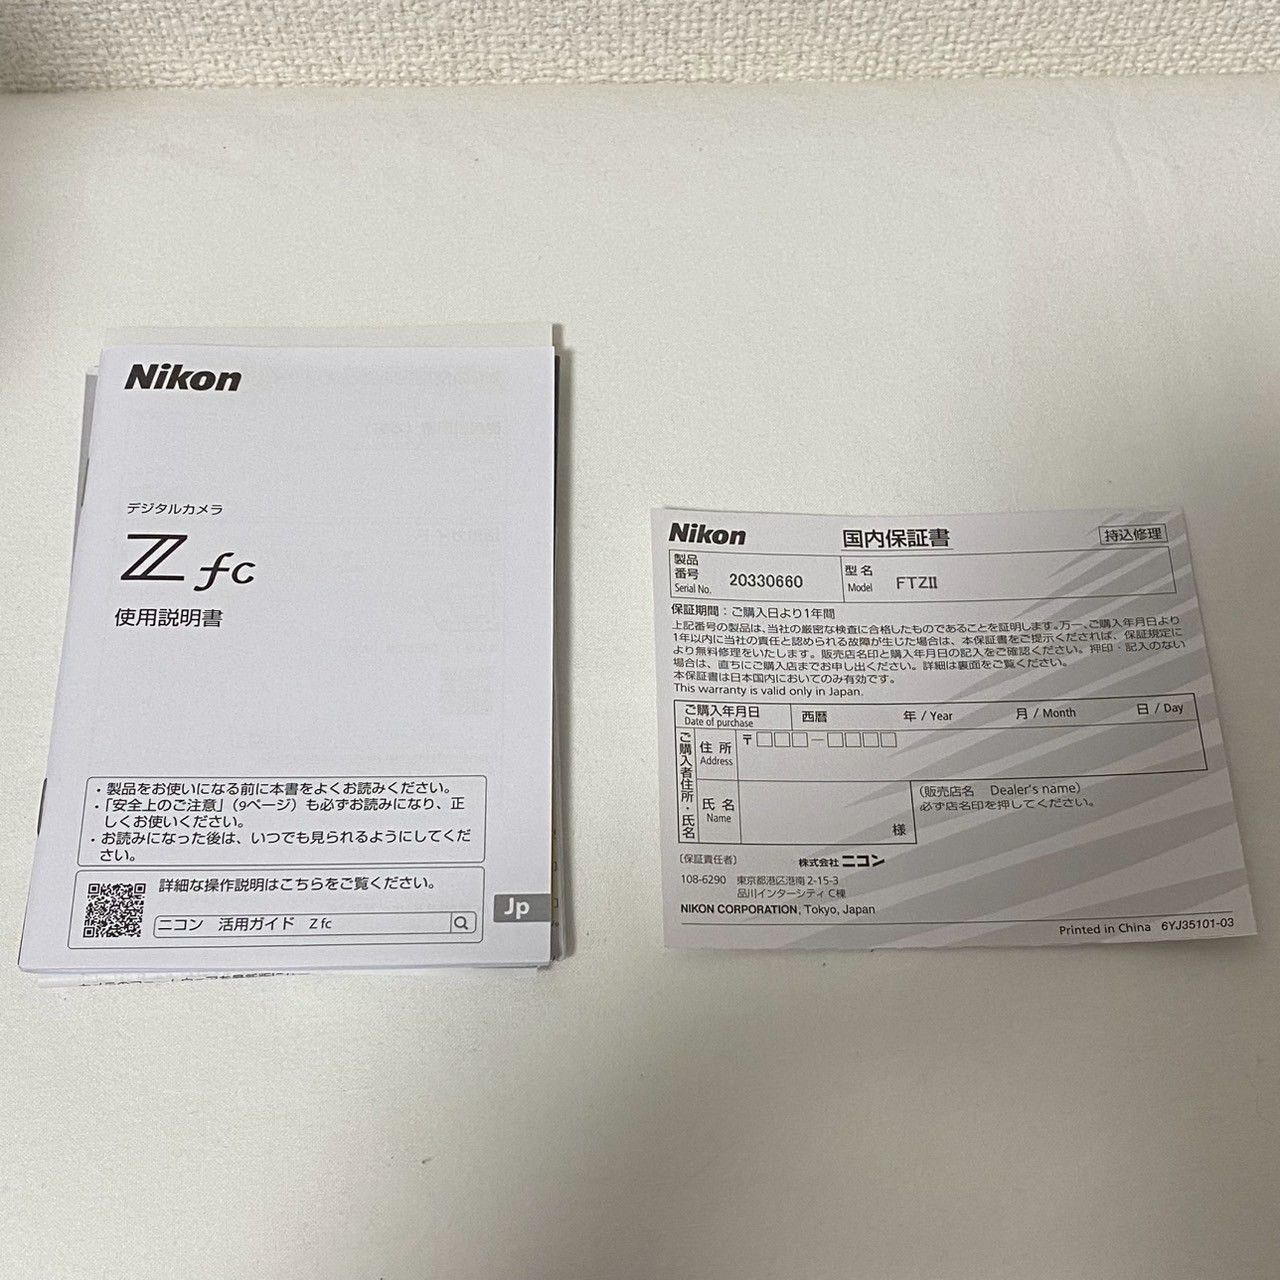 Nikon
デジタルカメラ
Z fc
使用説明書
・製品をお使いになる前に本書をよくお読みください。
・「安全上のご注意」（9ページ）も必ずお読みになり、正
しくお使いください。
・お読みになった後は、いつでも見られるようにしてくだ
さい。
詳細な操作説明はこちらをご覧ください。
ニコン 活用ガイド Z fc
Jp
Nikon 国内保証書 持込修理
製品
番号
Serial No. 20330660
型名
Model FTZII
保証期間：ご購入日より1年間
上記番号の製品は、当社の厳密な検査に合格したものであることを証明します。万一、ご購入年月日より
1年以内に当社の責任と認められる故障が生じた場合は、本保証書をご提示くだされば、保証規定に
より無料修理をいたします。販売店名印と購入年月日の記入をご確認ください。押印・記入のない
場合は、直ちにご購入店までお申し出ください。詳細は裏面をご覧ください。
本保証書は日本国内においてのみ有効です。
This warranty is valid only in Japan.
ご購入年月日
Date of purchase
西暦 年 / Year 月 / Month 日 / Day
ご購入者住所・氏名
住所
Address
〒□□□－□□□□
氏名
Name
様
（販売店名 Dealer's name）
必ず店名印を押してください。
〔保証責任者〕 株式会社ニコン
108-6290 東京都港区港南2-15-3
品川インターシティC棟
NIKON CORPORATION, Tokyo, Japan
Printed in China 6YJ35101-03